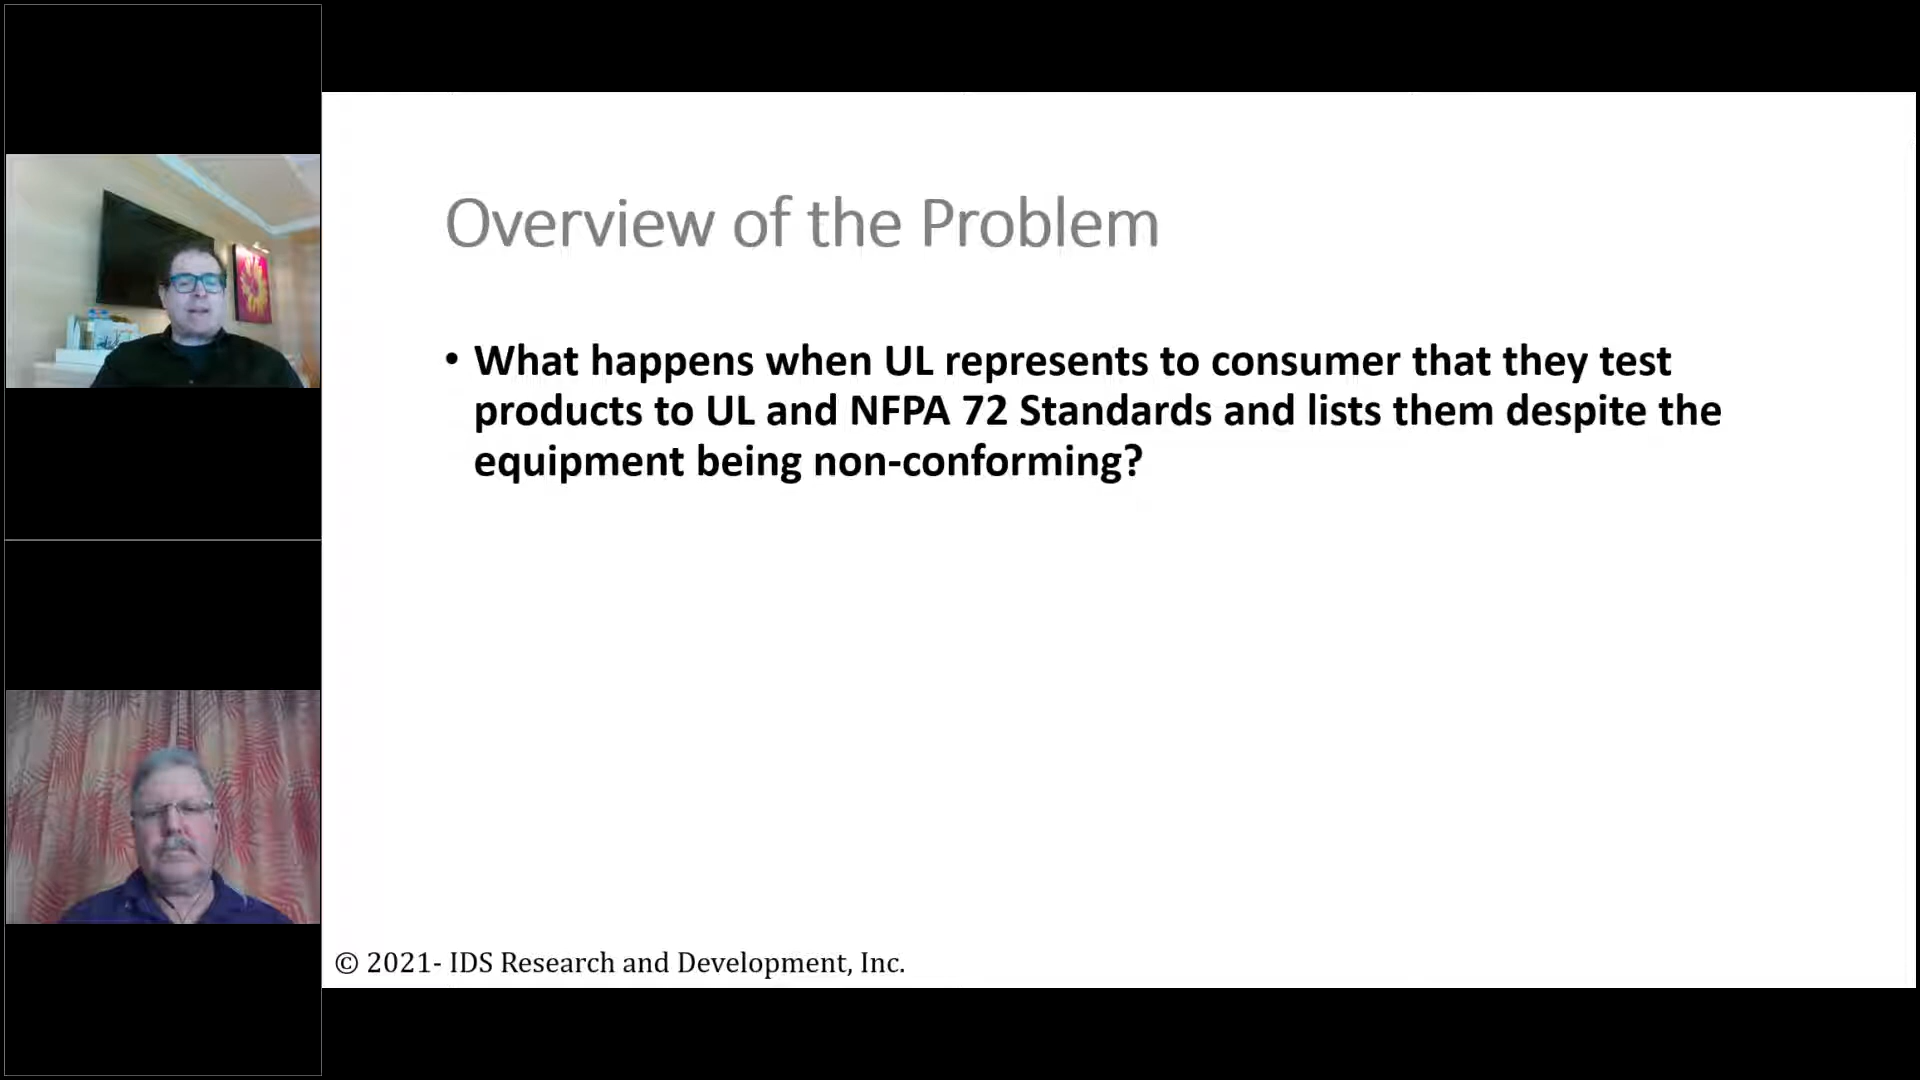 Overview of the Problem
• What happens when UL represents to consumer that they test
products to UL and NFPA 72 Standards and lists them despite the
equipment being non-conforming?
© 2021- IDS Research and Development, Inc.